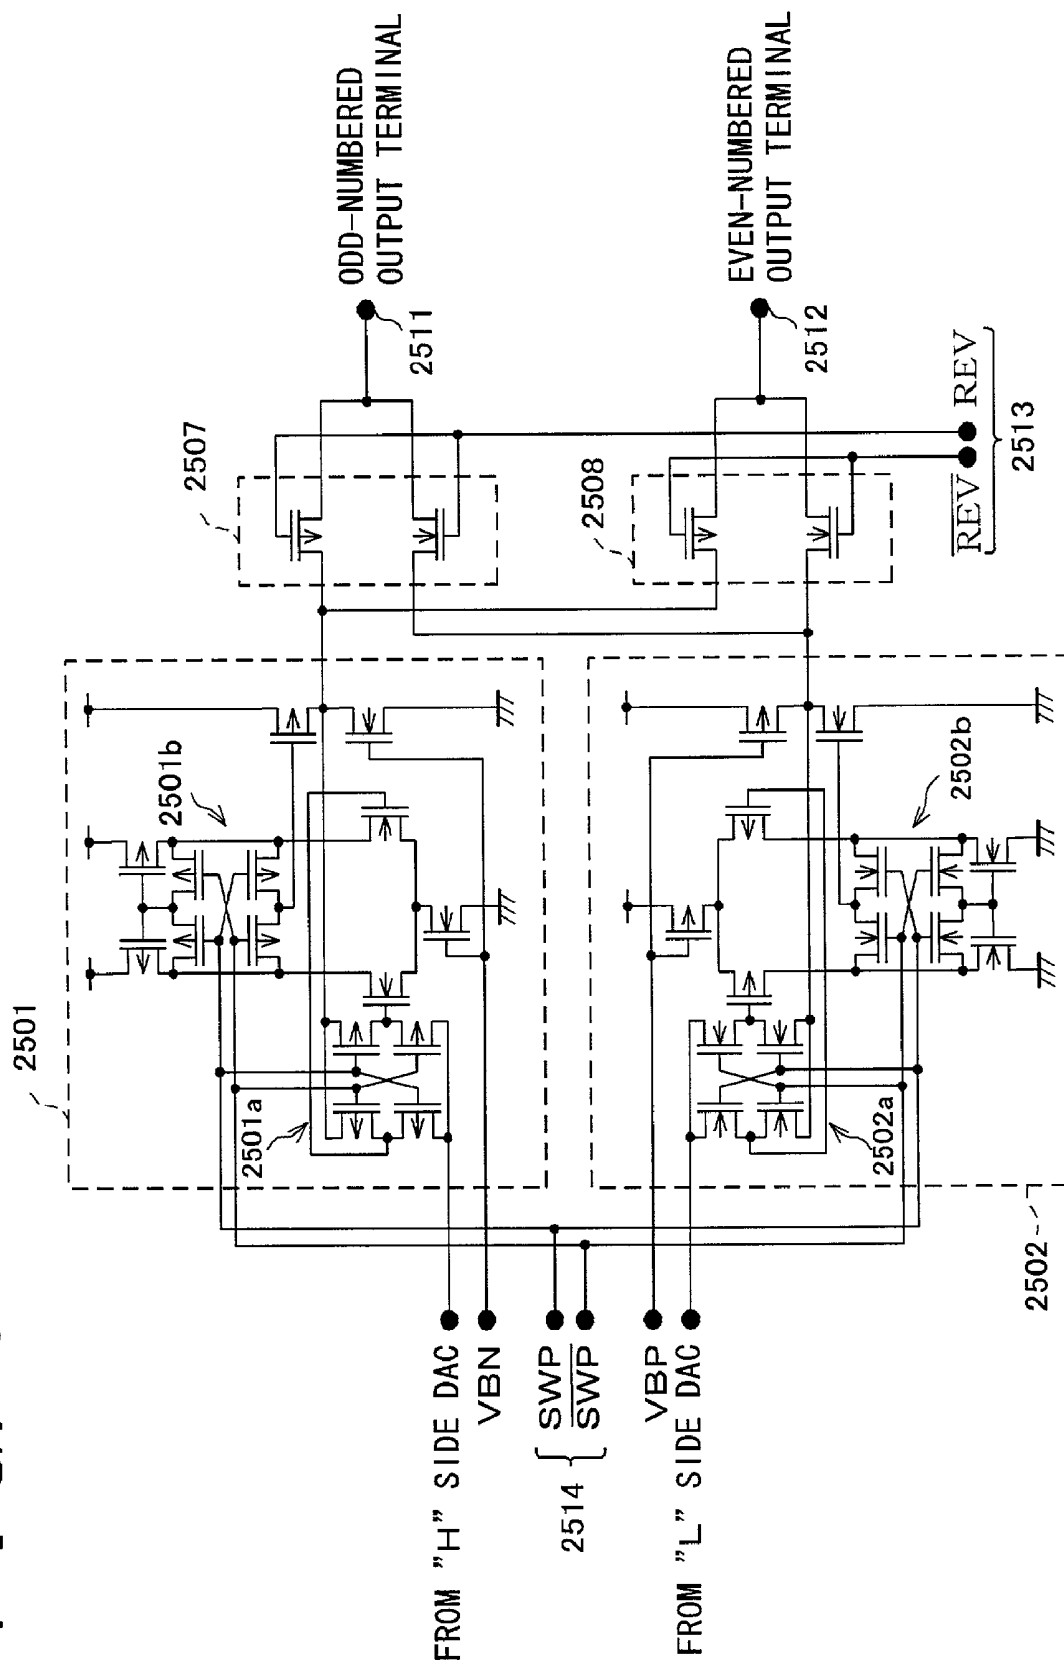 2501
2501a
2501b
2507
ODD-NUMBERED
OUTPUT TERMINAL
2511
FROM "H" SIDE DAC
VBN
SWP
SWP
2514
VBP
FROM "L" SIDE DAC
2502
2502a
2502b
2508
EVEN-NUMBERED
OUTPUT TERMINAL
2512
REV
REV
2513